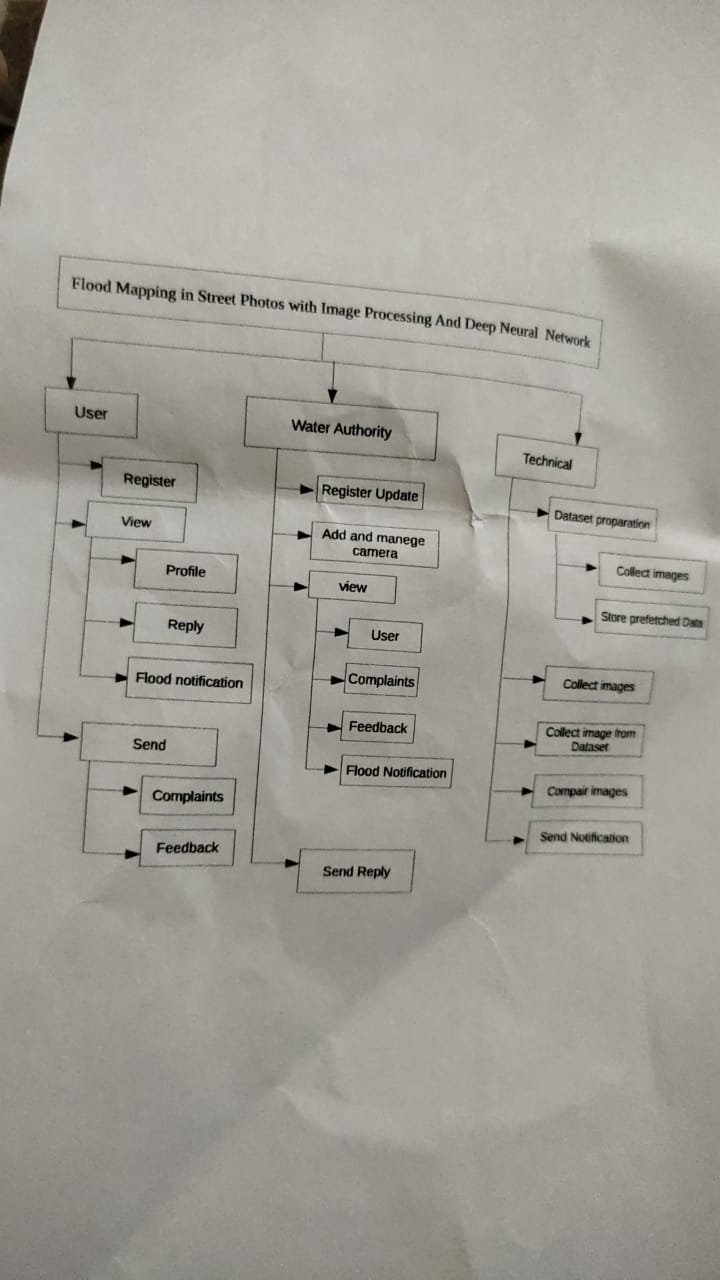 Flood Mapping in Street Photos with Image Processing And Deep Neural Network
User
Register
View
Profile
Reply
Flood notification
Send
Complaints
Feedback
Water Authority
Register Update
Add and manege
camera
view
User
Complaints
Feedback
Flood Notification
Send Reply
Technical
Dataset proparation
Collect images
Store prefetched Data
Collect images
Collect image from
Dataset
Compair images
Send Notification